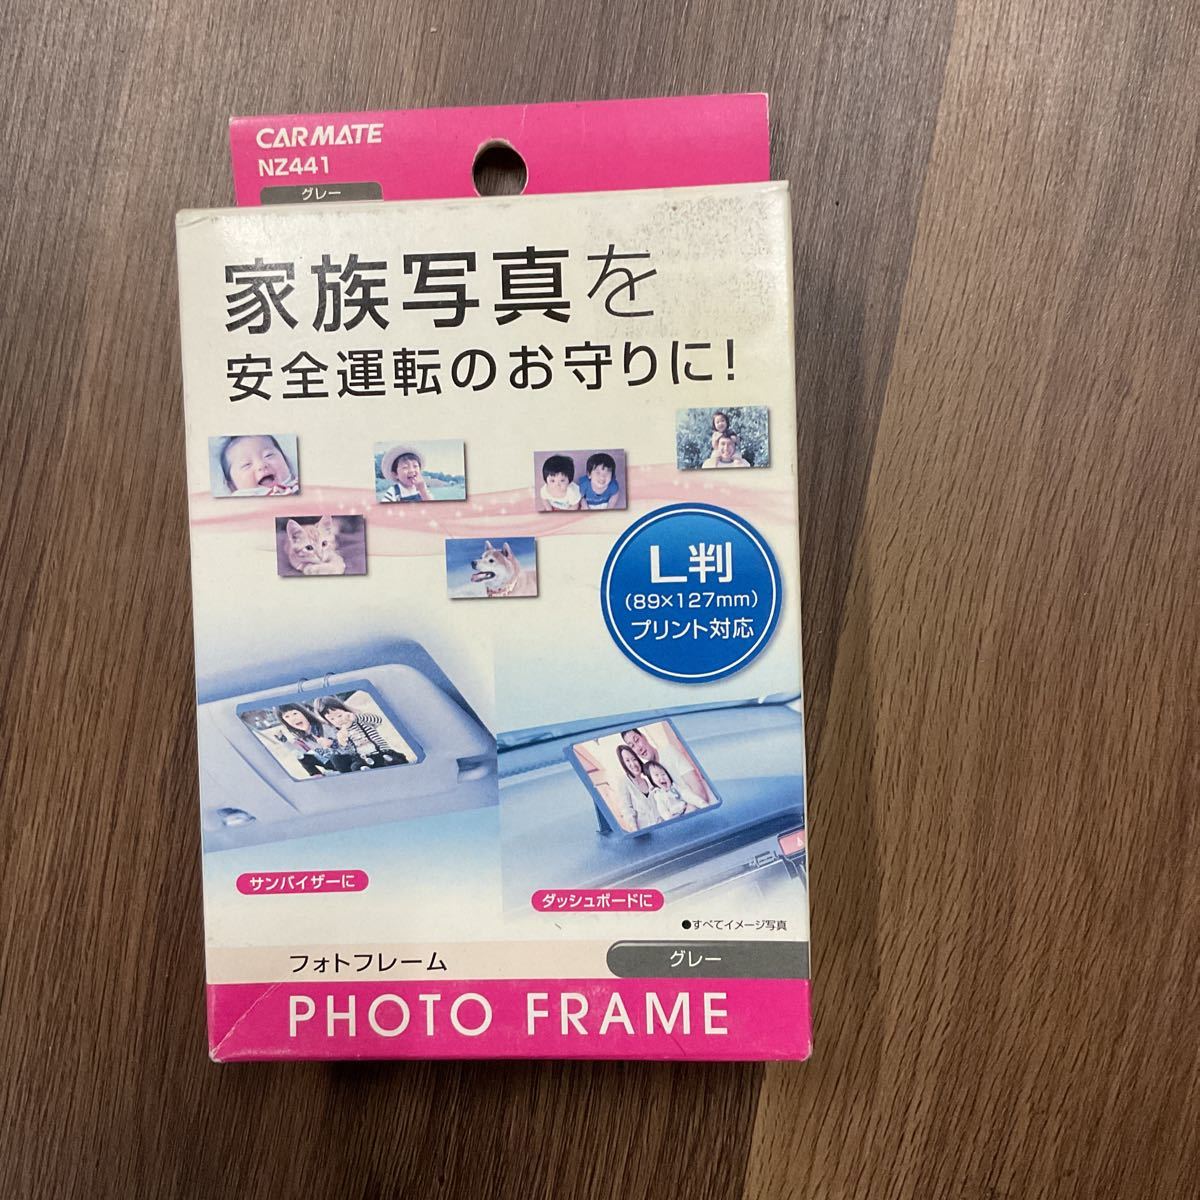 CARMATE
NZ441
グレー
家族写真を
安全運転のお守りに!
L判
(89×127mm)
プリント対応
サンバイザーに
ダッシュボードに
●すべてイメージ写真
フォトフレーム
グレー
PHOTO FRAME